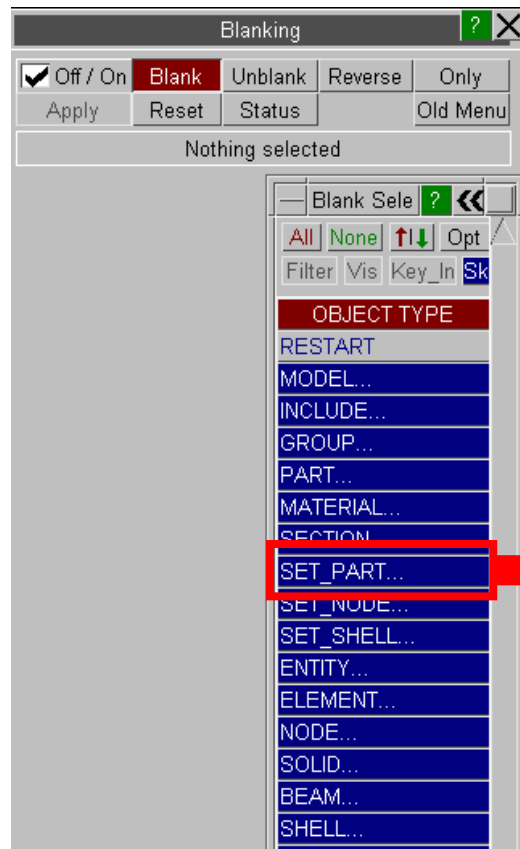 Blanking ? X
Off / On Blank Unblank Reverse Only
Apply Reset Status Old Menu
Nothing selected
Blank Sele ?
All None Opt
Filter Vis Key_In Sk
OBJECT TYPE
RESTART
MODEL...
INCLUDE...
GROUP...
PART...
MATERIAL...
SECTION...
SET_PART...
SET_NODE...
SET_SHELL...
ENTITY...
ELEMENT...
NODE...
SOLID...
BEAM...
SHELL...